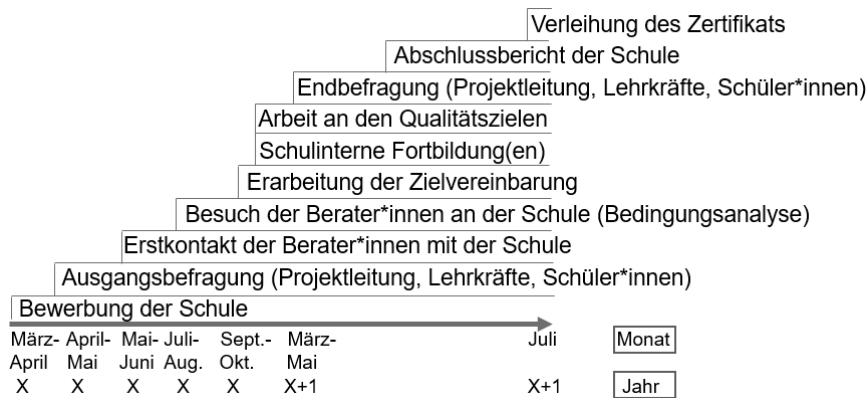 Verleihung des Zertifikats
Abschlussbericht der Schule
Endbefragung (Projektleitung, Lehrkräfte, Schüler*innen)
Arbeit an den Qualitätszielen
Schulinterne Fortbildung(en)
Erarbeitung der Zielvereinbarung
Besuch der Berater*innen an der Schule (Bedingungsanalyse)
Erstkontakt der Berater*innen mit der Schule
Ausgangsbefragung (Projektleitung, Lehrkräfte, Schüler*innen)
Bewerbung der Schule
März- April- Mai- Juli- Sept.- März- Juli Monat
April Mai Juni Aug. Okt. Mai
X X X X X X+1 X+1 Jahr